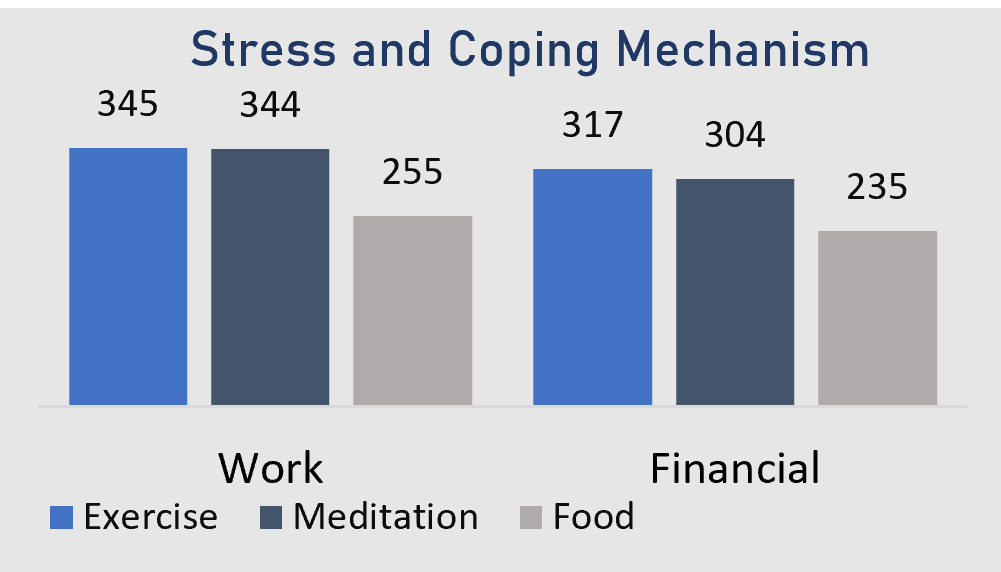 Stress and Coping Mechanism
345 344 255 317 304 235
Work Financial
Exercise Meditation Food